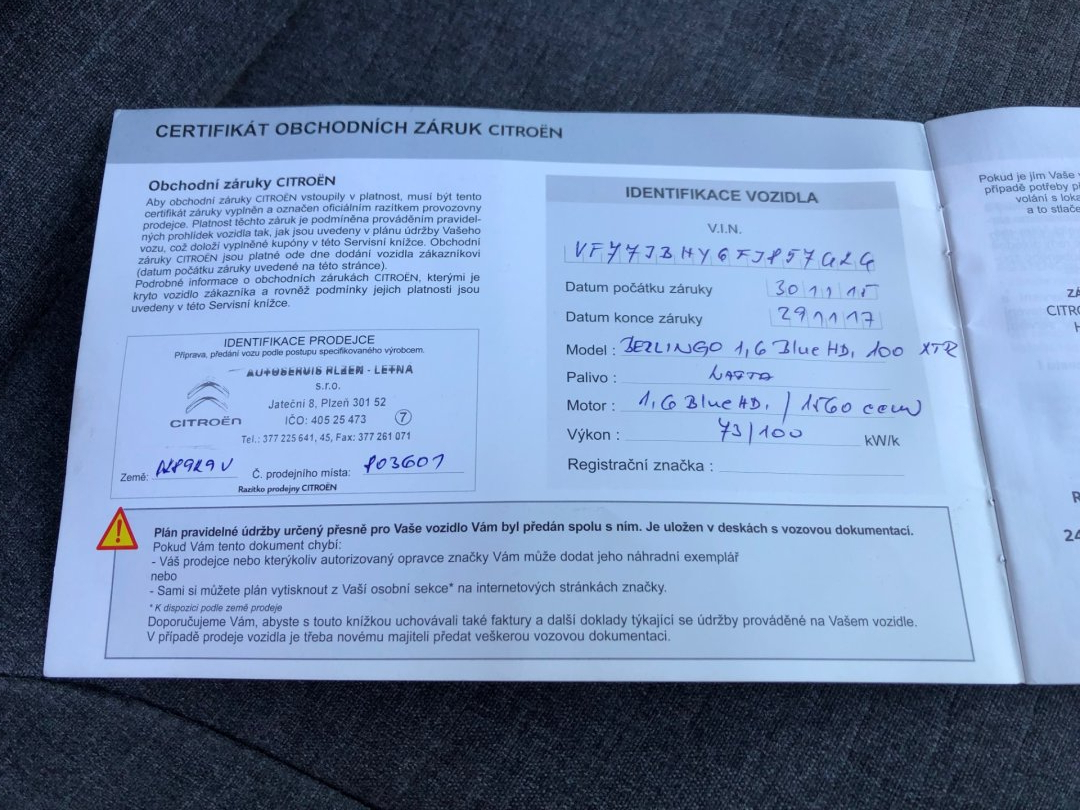 CERTIFIKÁT OBCHODNÍCH ZÁRUK CITROËN
Obchodní záruky CITROËN
Aby obchodní záruky CITROËN vstoupily v platnost, musí být tento
certifikát záruky vyplněn a označen oficiálním razítkem provozovny
prodejce. Platnost těchto záruk je podmíněna prováděním pravidel-
ných prohlídek vozidla tak, jak jsou uvedeny v plánu údržby Vašeho
vozu, což doloží vyplněné kupóny v této Servisní knížce. Obchodní
záruky CITROËN jsou platné ode dne dodání vozidla zákazníkovi
(datum počátku záruky uvedené na této stránce).
Podrobné informace o obchodních zárukách CITROËN, kterými je
kryto vozidlo zákazníka a rovněž podmínky jejich platnosti jsou
uvedeny v této Servisní knížce.
IDENTIFIKACE PRODEJCE
Příprava, předání vozu podle postupu specifikovaného výrobcem.
AUTOSERVIS PLZEŇ - LETNÁ
s.r.o.
Jateční 8, Plzeň 301 52
CITROËN
IČO: 405 25 473 7
Tel.: 377 225 641, 45, Fax: 377 261 071
Země: Č. prodejního místa: P03601
Razítko prodejny CITROËN
IDENTIFIKACE VOZIDLA
V.I.N.
Datum počátku záruky 301115
Datum konce záruky 291117
Model : BERLINGO 1,6 Blue HD, 100 XTR
Palivo : NAFTA
Motor : 1,6 Blue HD, / 1560 ccm
Výkon : 73/100 kW/k
Registrační značka :
Plán pravidelné údržby určený přesně pro Vaše vozidlo Vám byl předán spolu s ním. Je uložen v deskách s vozovou dokumentací.
Pokud Vám tento dokument chybí:
- Váš prodejce nebo kterýkoliv autorizovaný opravce značky Vám může dodat jeho náhradní exemplář
nebo
- Sami si můžete plán vytisknout z Vaší osobní sekce* na internetových stránkách značky.
* K dispozici podle země prodeje
Doporučujeme Vám, abyste s touto knížkou uchovávali také faktury a další doklady týkající se údržby prováděné na Vašem vozidle.
V případě prodeje vozidla je třeba novému majiteli předat veškerou vozovou dokumentaci.
Pokud je jím Vaše
případě potřeby
volání s
a to